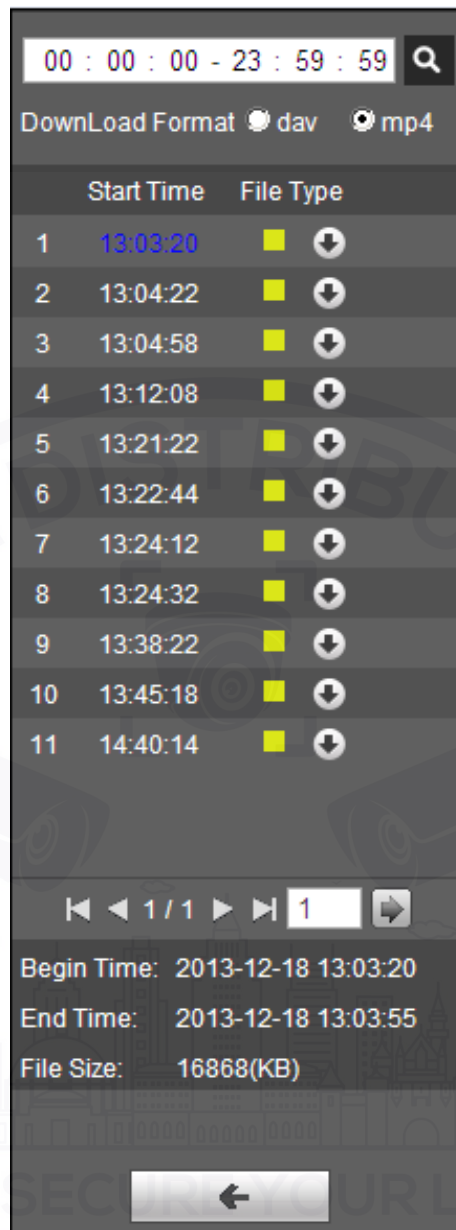 00 : 00 : 00 - 23 : 59 : 59
DownLoad Format dav mp4
Start Time File Type
1 13:03:20
2 13:04:22
3 13:04:58
4 13:12:08
5 13:21:22
6 13:22:44
7 13:24:12
8 13:24:32
9 13:38:22
10 13:45:18
11 14:40:14
DISTRIBU
1 / 1 1
Begin Time: 2013-12-18 13:03:20
End Time: 2013-12-18 13:03:55
File Size: 16868(KB)
SECURE YOUR L